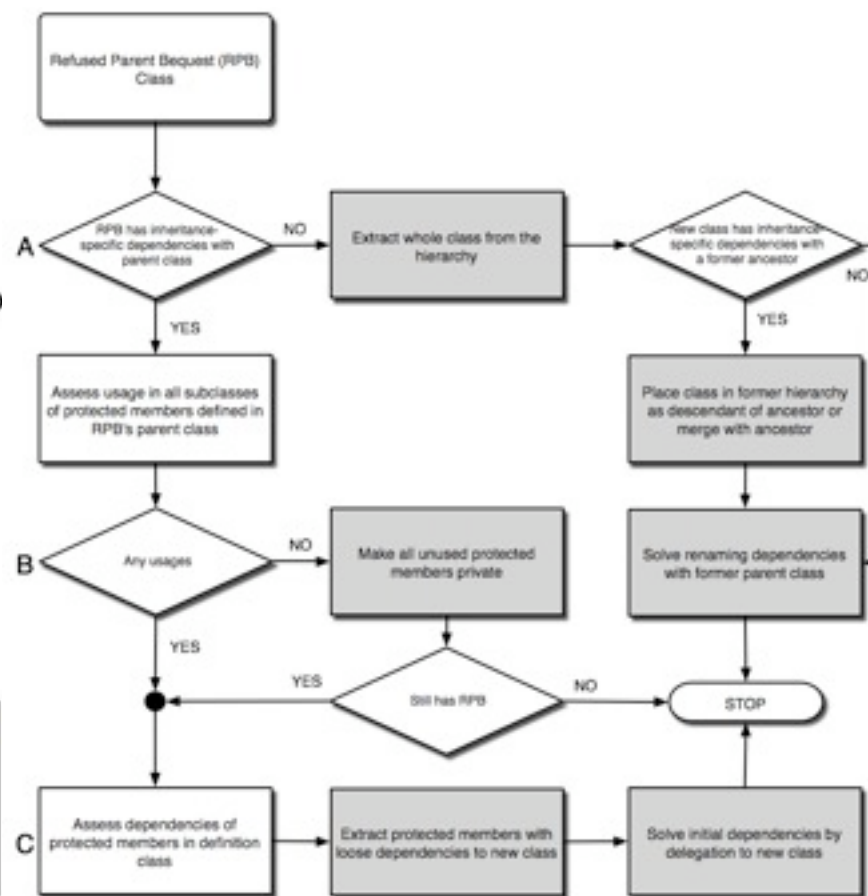 Refused Parent Bequest (RPB)
Class
A
RPB has inheritance-
specific dependencies with
parent class
NO
Extract whole class from the
hierarchy
New class has inheritance-
specific dependencies with
a former ancestor
NO
YES
YES
Assess usage in all subclasses
of protected members defined in
RPB's parent class
Place class in former hierarchy
as descendant of ancestor or
merge with ancestor
B
Any usages
NO
Make all unused protected
members private
Solve renaming dependencies
with former parent class
YES
YES
Still has RPB
NO
STOP
C
Assess dependencies of
protected members in definition
class
Extract protected members with
loose dependencies to new class
Solve initial dependencies by
delegation to new class